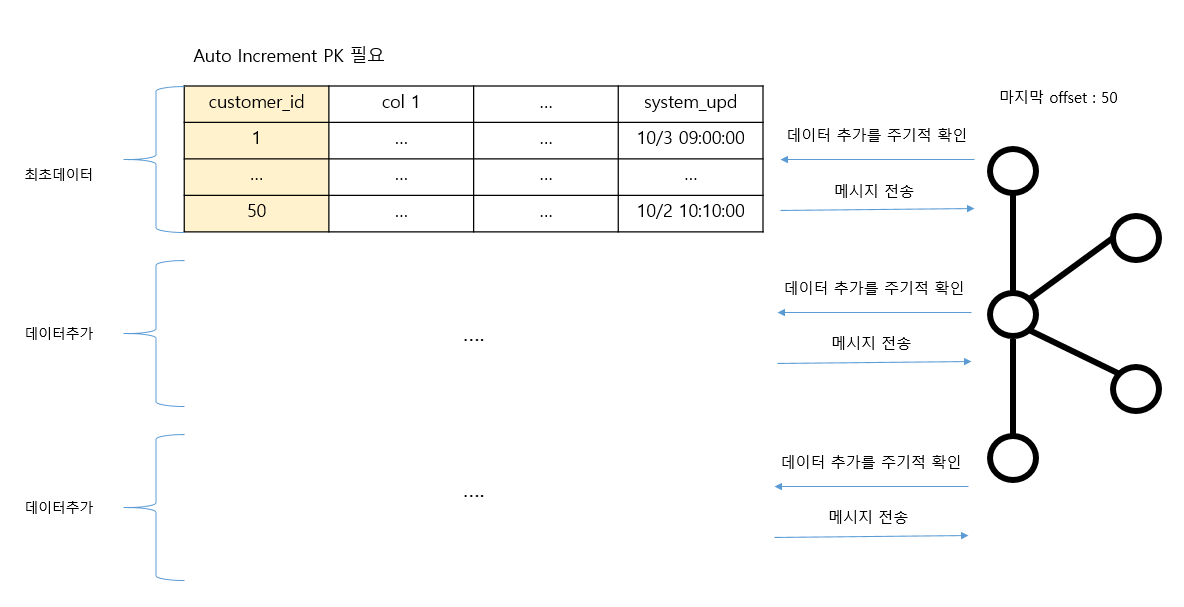 Auto Increment PK 필요
마지막 offset : 50
customer_id col 1 ... system_upd
1 ... ... 10/3 09:00:00
... ... ... ...
50 ... ... 10/2 10:10:00
최초데이터
데이터 추가를 주기적 확인
메시지 전송
데이터추가
....
데이터 추가를 주기적 확인
메시지 전송
데이터추가
....
데이터 추가를 주기적 확인
메시지 전송